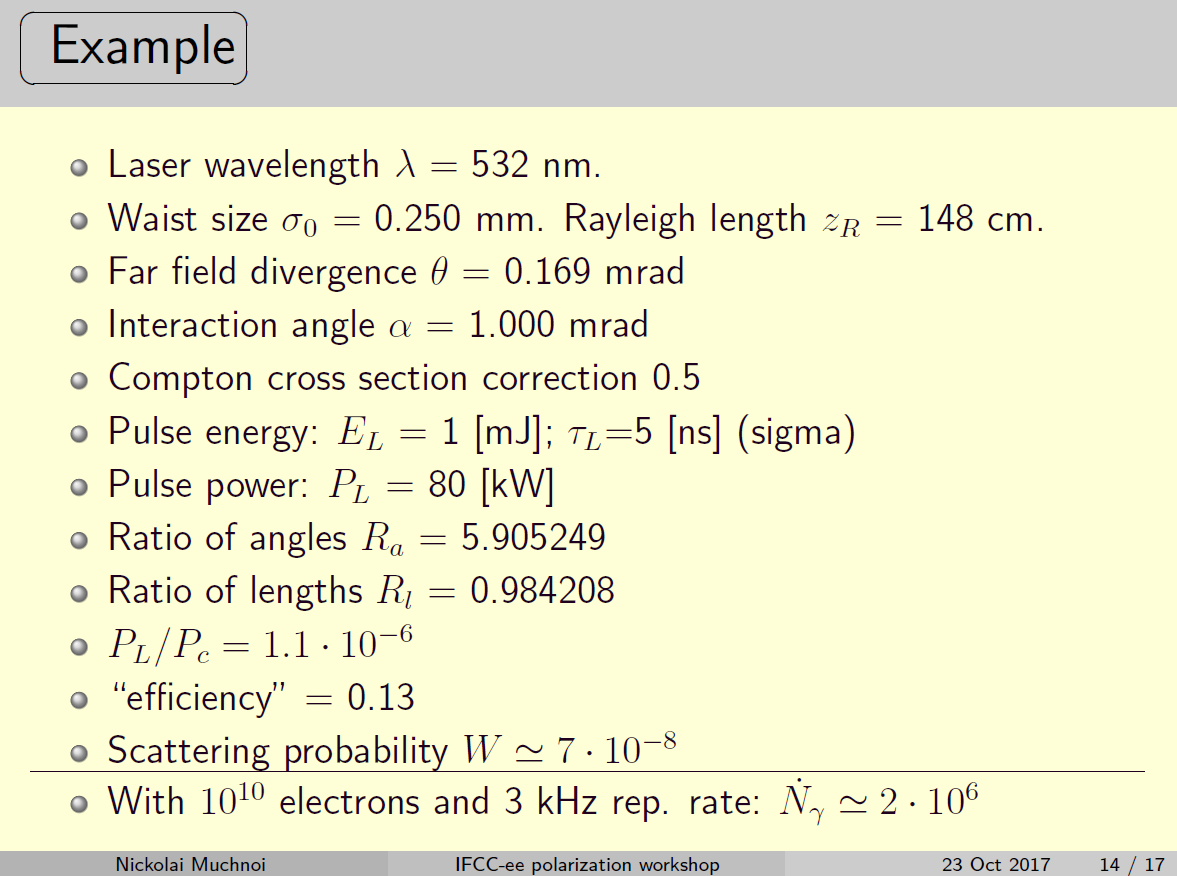 Example
Laser wavelength λ = 532 nm.
Waist size σ₀ = 0.250 mm. Rayleigh length z_R = 148 cm.
Far field divergence θ = 0.169 mrad
Interaction angle α = 1.000 mrad
Compton cross section correction 0.5
Pulse energy: E_L = 1 [mJ]; τ_L=5 [ns] (sigma)
Pulse power: P_L = 80 [kW]
Ratio of angles R_a = 5.905249
Ratio of lengths R_l = 0.984208
P_L/P_c = 1.1 · 10⁻⁶
“efficiency” = 0.13
Scattering probability W ≃ 7 · 10⁻⁸
With 10¹⁰ electrons and 3 kHz rep. rate: Ṅ_γ ≃ 2 · 10⁶
Nickolai Muchnoi IFCC-ee polarization workshop 23 Oct 2017 14 / 17